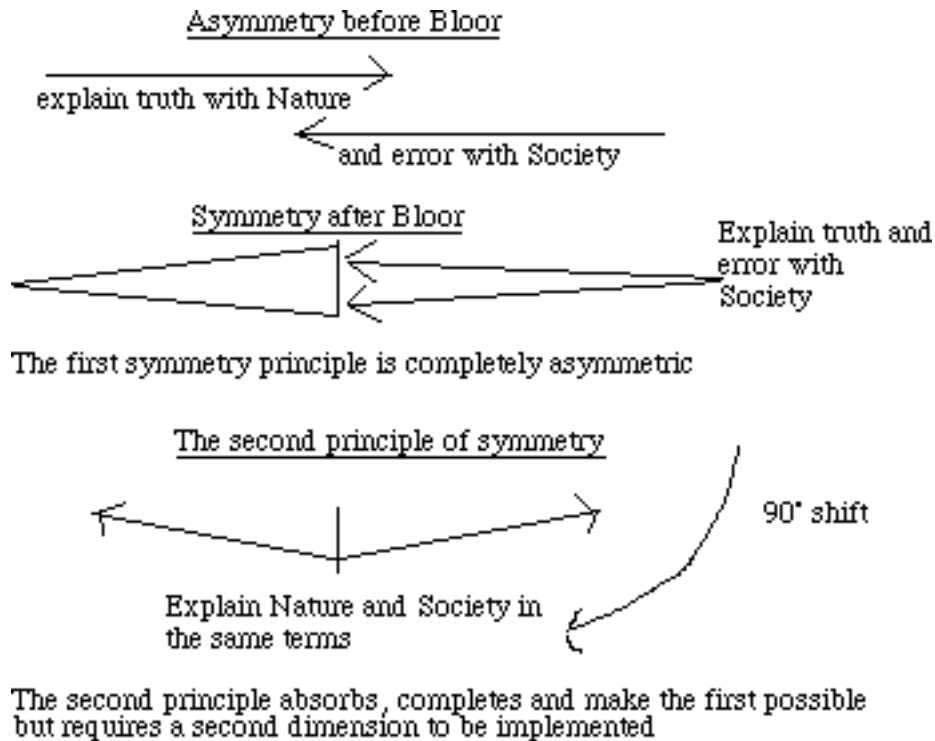 Asymmetry before Bloor
explain truth with Nature
and error with Society
Symmetry after Bloor
Explain truth and
error with
Society
The first symmetry principle is completely asymmetric
The second principle of symmetry
90° shift
Explain Nature and Society in
the same terms
The second principle absorbs, completes and make the first possible
but requires a second dimension to be implemented